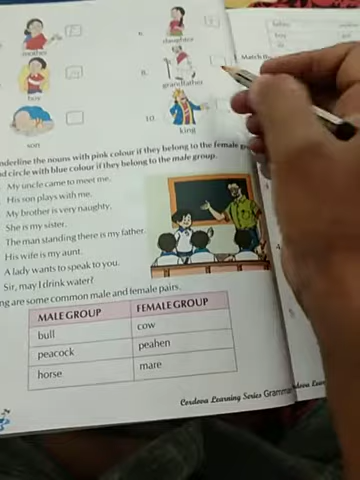 mother
6.
daughter
8.
boy
grandfather
10.
son
king
nderline the nouns with pink colour if they belong to the female
d circle with blue colour if they belong to the male group.
My uncle came to meet me.
His son plays with me.
My brother is very naughty.
She is my sister.
The man standing there is my father.
His wife is my aunt.
A lady wants to speak to you.
Sir, may I drink water?
ng are some common male and female pairs.
MALE GROUP FEMALE GROUP
bull cow
peacock peahen
horse mare
Cordova Learning Series Grammar
Match the